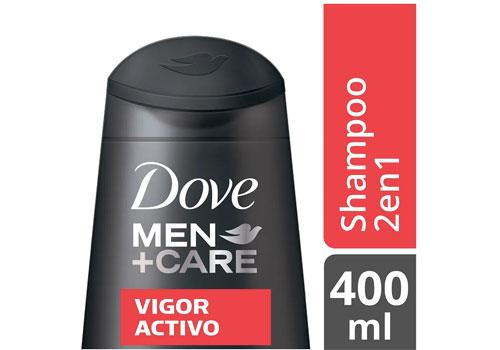 Dove
MEN
+CARE
VIGOR
ACTIVO
Shampoo
2en1
400
ml